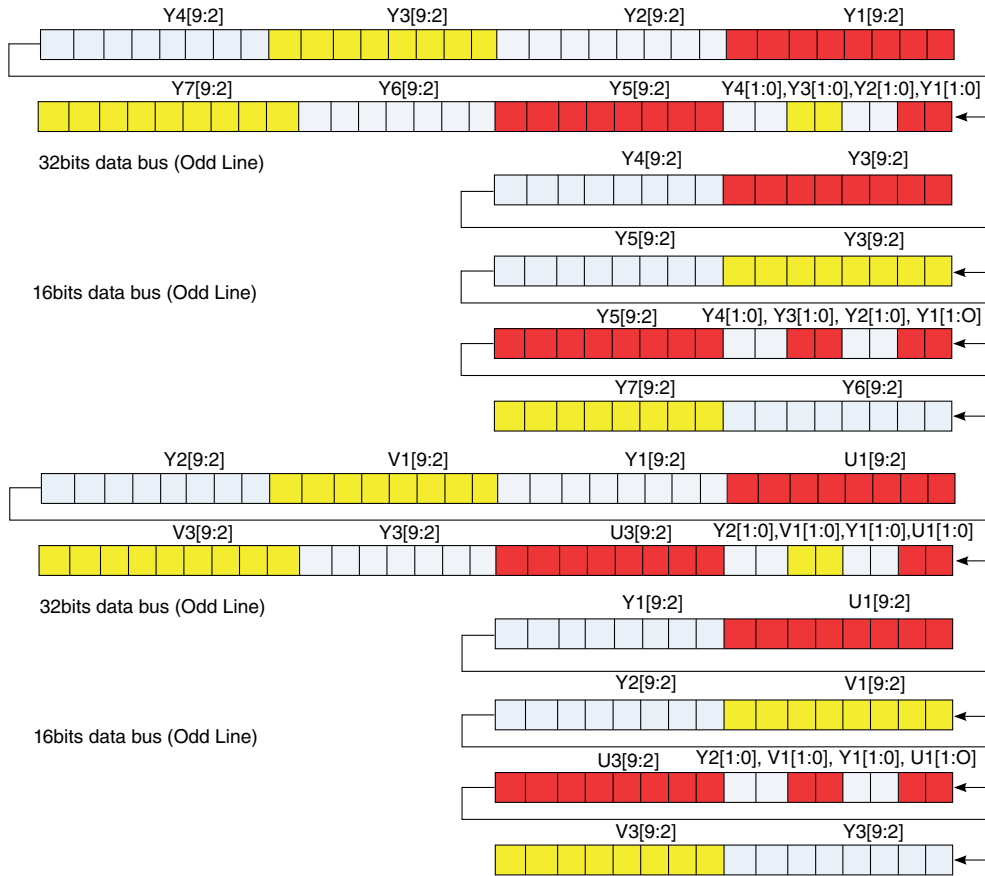 Y4[9:2] Y3[9:2] Y2[9:2] Y1[9:2]
Y7[9:2] Y6[9:2] Y5[9:2] Y4[1:0],Y3[1:0],Y2[1:0],Y1[1:0]
32bits data bus (Odd Line)
Y4[9:2] Y3[9:2]
Y5[9:2] Y3[9:2]
16bits data bus (Odd Line)
Y5[9:2] Y4[1:0], Y3[1:0], Y2[1:0], Y1[1:O]
Y7[9:2] Y6[9:2]
Y2[9:2] V1[9:2] Y1[9:2] U1[9:2]
V3[9:2] Y3[9:2] U3[9:2] Y2[1:0],V1[1:0],Y1[1:0],U1[1:0]
32bits data bus (Odd Line)
Y1[9:2] U1[9:2]
Y2[9:2] V1[9:2]
16bits data bus (Odd Line)
U3[9:2] Y2[1:0], V1[1:0], Y1[1:0], U1[1:O]
V3[9:2] Y3[9:2]